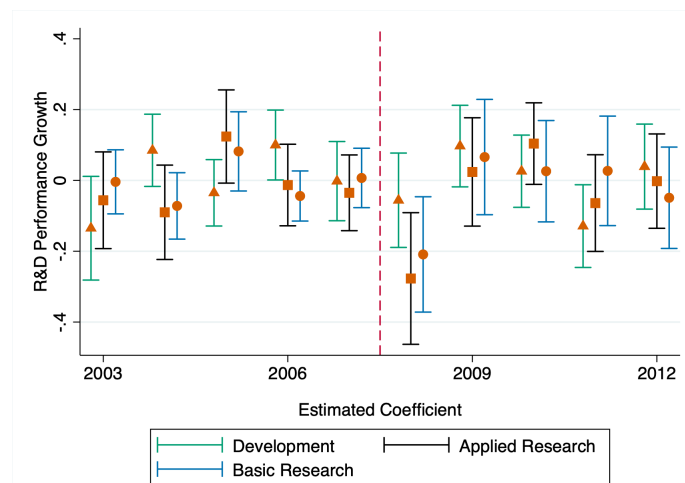 .4
.2
0
-.2
-.4
R&D Performance Growth
2003 2006 2009 2012
Estimated Coefficient
Development Applied Research
Basic Research